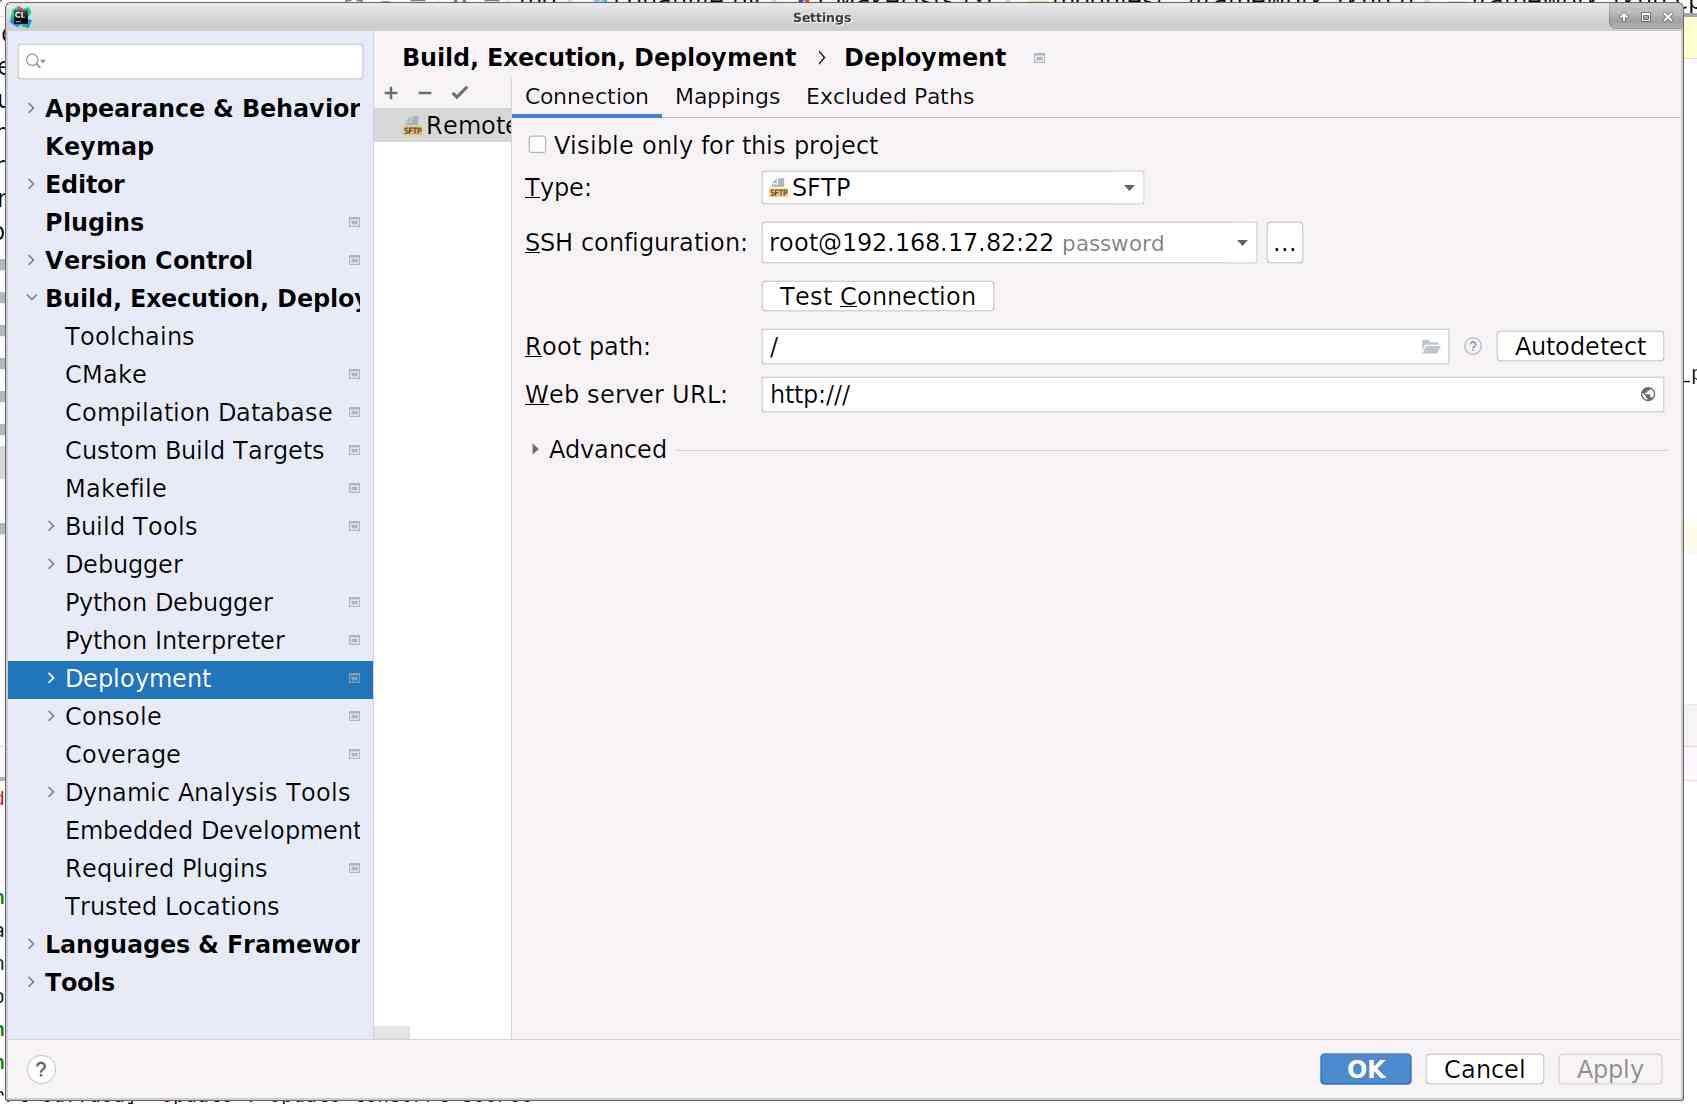 Settings
Appearance & Behavior
Keymap
Editor
Plugins
Version Control
Build, Execution, Deploy
Toolchains
CMake
Compilation Database
Custom Build Targets
Makefile
Build Tools
Debugger
Python Debugger
Python Interpreter
Deployment
Console
Coverage
Dynamic Analysis Tools
Embedded Development
Required Plugins
Trusted Locations
Languages & Framewor
Tools
Build, Execution, Deployment › Deployment
SFTP Remote
Connection Mappings Excluded Paths
Visible only for this project
Type: SFTP SFTP
SSH configuration: root@192.168.17.82:22 password ...
Test Connection
Root path: / ? Autodetect
Web server URL: http:///
Advanced
? OK Cancel Apply